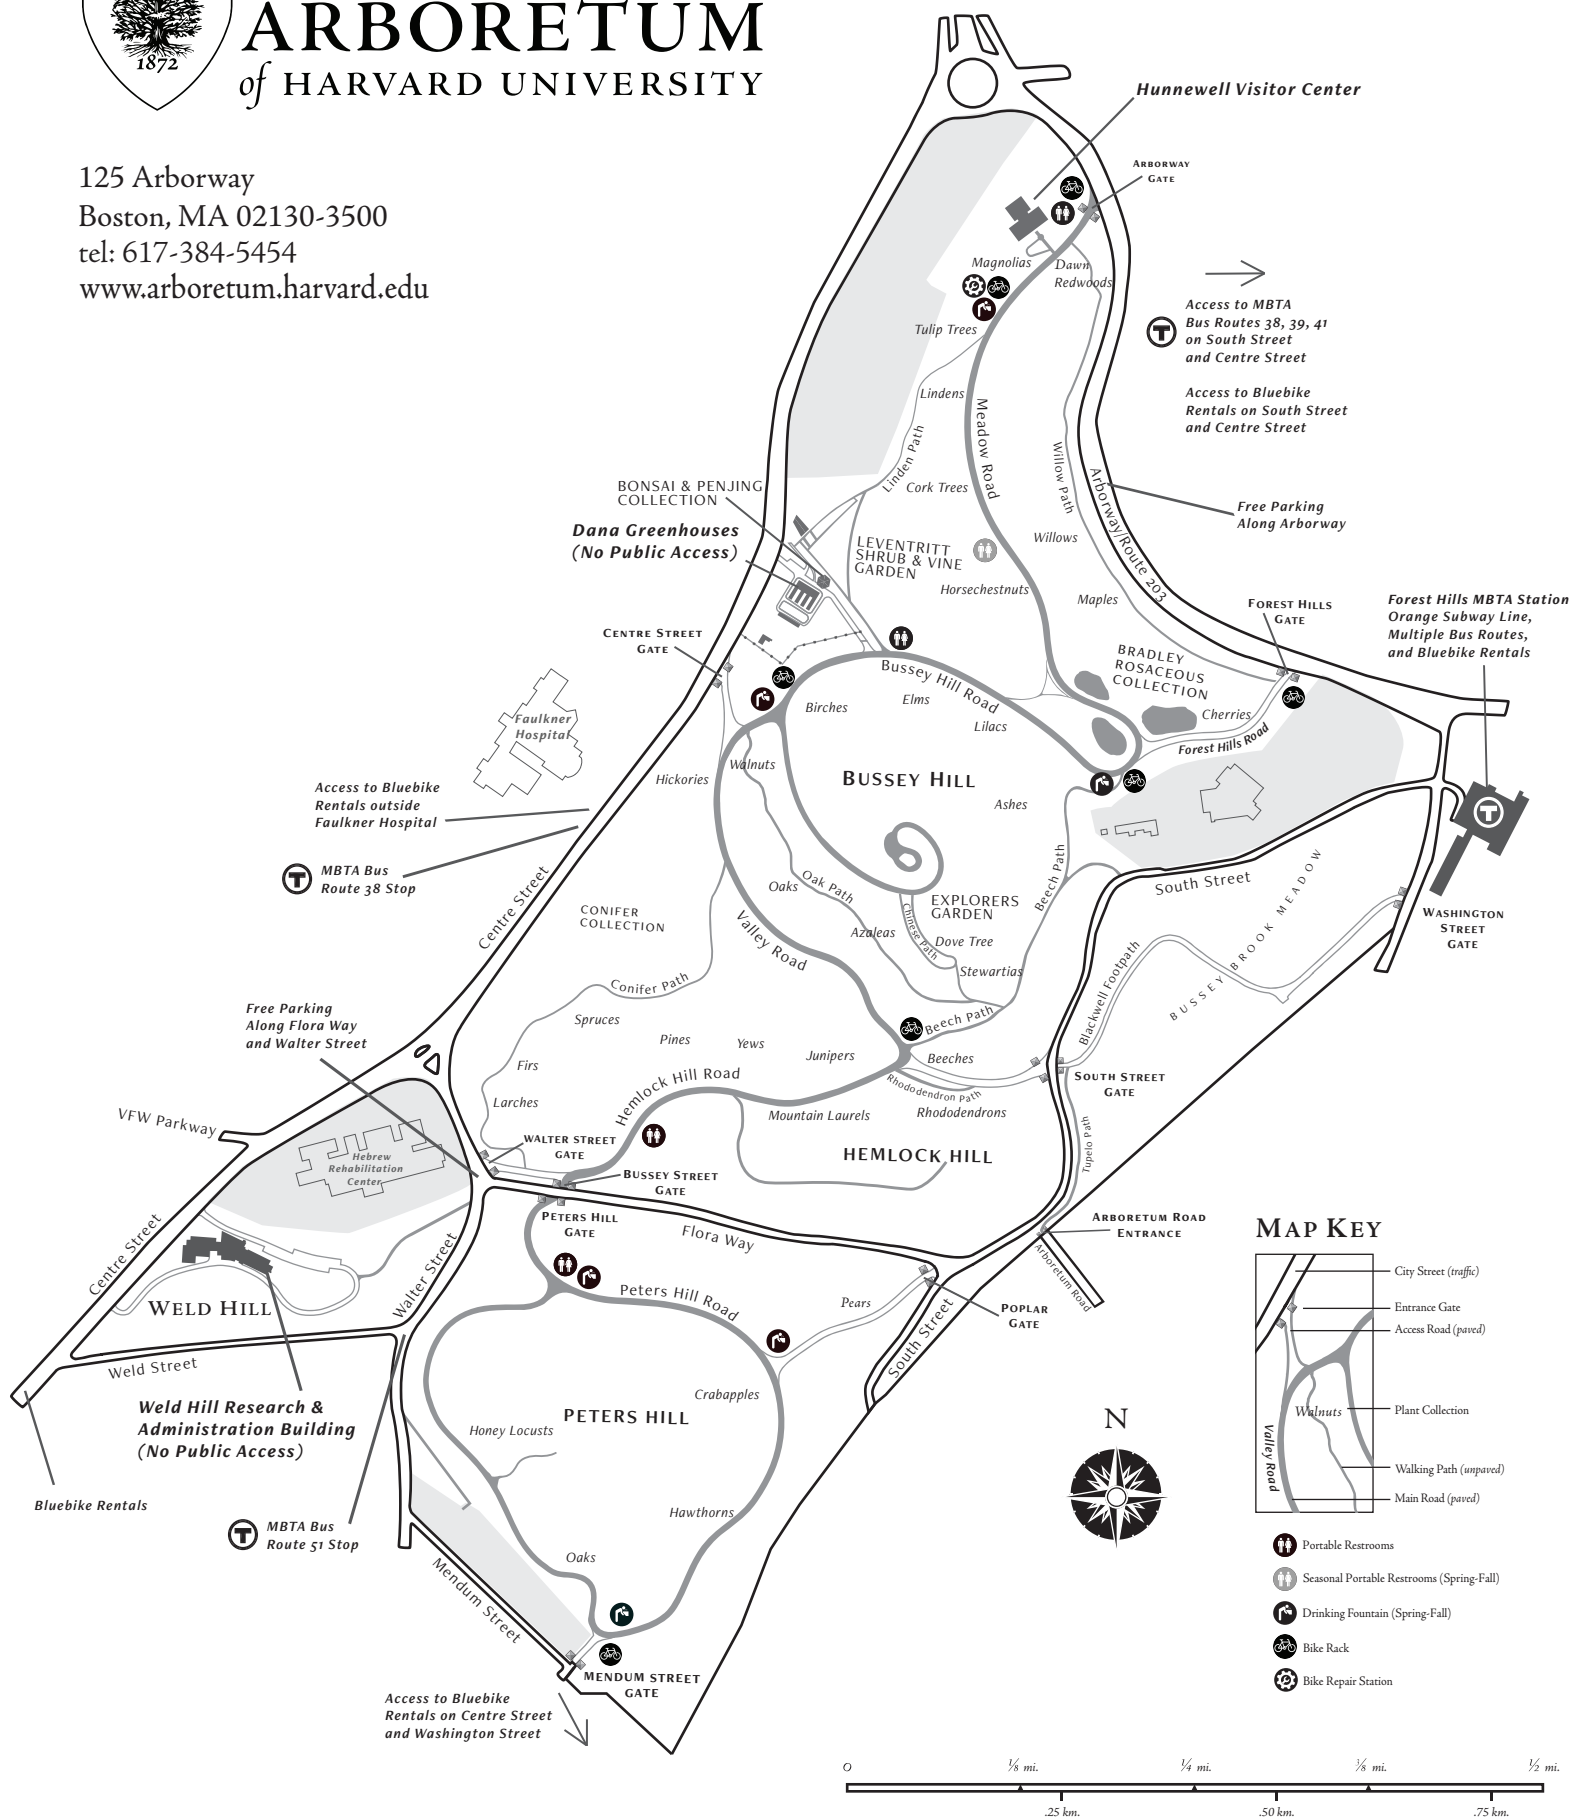 1872
ARBORETUM
of HARVARD UNIVERSITY
125 Arborway
Boston, MA 02130-3500
tel: 617-384-5454
www.arboretum.harvard.edu
Hunnewell Visitor Center
ARBORWAY
GATE
Magnolias
Dawn
Redwoods
Tulip Trees
Access to MBTA
Bus Routes 38, 39, 41
on South Street
and Centre Street
T
Access to Bluebike
Rentals on South Street
and Centre Street
Lindens
Linden Path
Meadow Road
Willow Path
Arborway/Route 203
Free Parking
Along Arborway
BONSAI & PENJING
COLLECTION
Dana Greenhouses
(No Public Access)
Cork Trees
LEVENTRITT
SHRUB & VINE
GARDEN
Willows
Horsechestnuts
Maples
FOREST HILLS
GATE
Forest Hills MBTA Station
Orange Subway Line,
Multiple Bus Routes,
and Bluebike Rentals
CENTRE STREET
GATE
Bussey Hill Road
BRADLEY
ROSACEOUS
COLLECTION
Faulkner
Hospital
Birches
Elms
Lilacs
Cherries
Forest Hills Road
Hickories
Walnuts
BUSSEY HILL
Ashes
T
Access to Bluebike
Rentals outside
Faulkner Hospital
T
MBTA Bus
Route 38 Stop
Centre Street
Oaks
Oak Path
Beech Path
South Street
BUSSEY BROOK MEADOW
WASHINGTON
STREET
GATE
CONIFER
COLLECTION
Valley Road
Azaleas
Chinese Path
EXPLORERS
GARDEN
Dove Tree
Stewartias
Blackwell Footpath
Conifer Path
Free Parking
Along Flora Way
and Walter Street
Spruces
Pines
Yews
Junipers
Beech Path
Beeches
Firs
Hemlock Hill Road
Rhododendron Path
SOUTH STREET
GATE
Larches
Mountain Laurels
Rhododendrons
VFW Parkway
Hebrew
Rehabilitation
Center
WALTER STREET
GATE
HEMLOCK HILL
Tupelo Path
BUSSEY STREET
GATE
PETERS HILL
GATE
Flora Way
ARBORETUM ROAD
ENTRANCE
Arboretum Road
Centre Street
Walter Street
WELD HILL
Peters Hill Road
Pears
POPLAR
GATE
South Street
Weld Street
Weld Hill Research &
Administration Building
(No Public Access)
Crabapples
PETERS HILL
Honey Locusts
Bluebike Rentals
T
MBTA Bus
Route 51 Stop
Hawthorns
Oaks
Mendum Street
MENDUM STREET
GATE
Access to Bluebike
Rentals on Centre Street
and Washington Street
N
MAP KEY
City Street (traffic)
Entrance Gate
Access Road (paved)
Walnuts
Plant Collection
Valley Road
Walking Path (unpaved)
Main Road (paved)
Portable Restrooms
Seasonal Portable Restrooms (Spring-Fall)
Drinking Fountain (Spring-Fall)
Bike Rack
Bike Repair Station
0 1/8 mi. 1/4 mi. 3/8 mi. 1/2 mi.
.25 km. .50 km. .75 km.